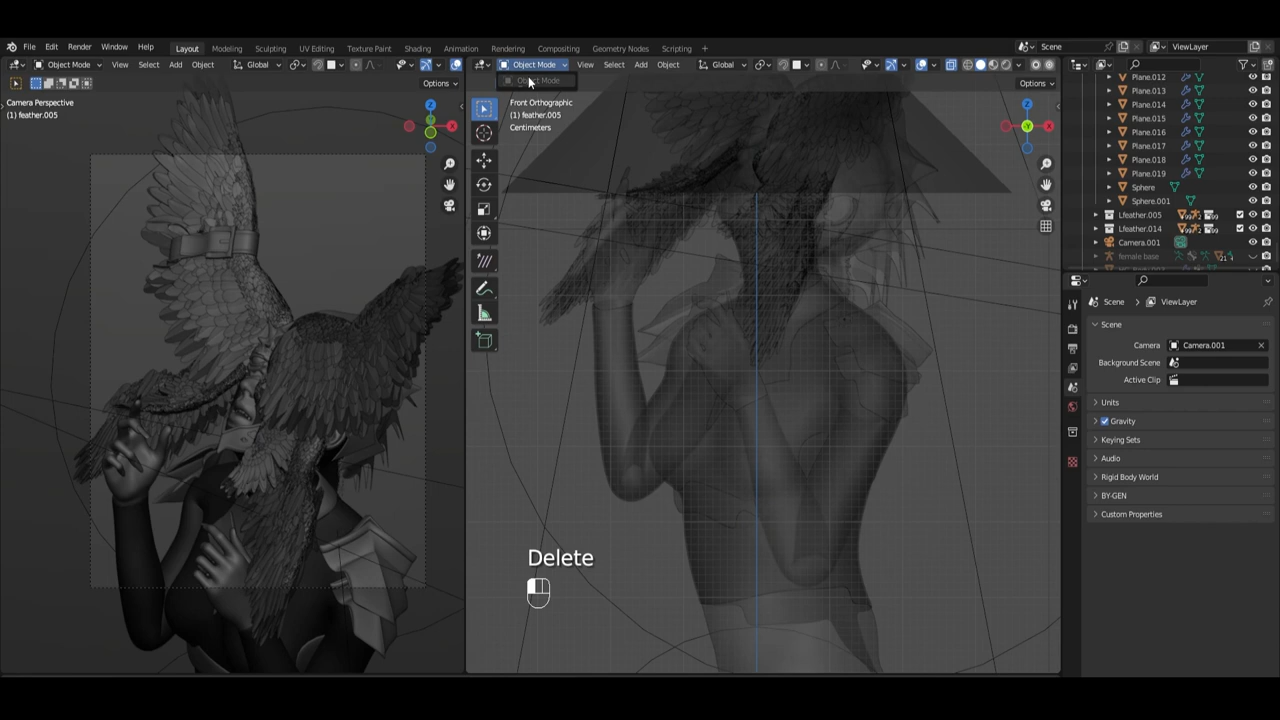 File Edit Render Window Help Layout Modeling Sculpting UV Editing Texture Paint Shading Animation Rendering Compositing Geometry Nodes Scripting + Scene ViewLayer
Object Mode View Select Add Object Global Object Mode View Select Add Object Global
Options Object Mode Options
Camera Perspective
(1) feather.005
Front Orthographic
(1) feather.005
Centimeters
Z
X
Z
-Y
X
Plane.012
Plane.013
Plane.014
Plane.015
Plane.016
Plane.017
Plane.018
Plane.019
Sphere
Sphere.001
Lfeather.005
Lfeather.014
Camera.001
female base
Scene > ViewLayer
Scene
Camera Camera.001
Background Scene
Active Clip
Units
Gravity
Keying Sets
Audio
Rigid Body World
BY-GEN
Custom Properties
Delete